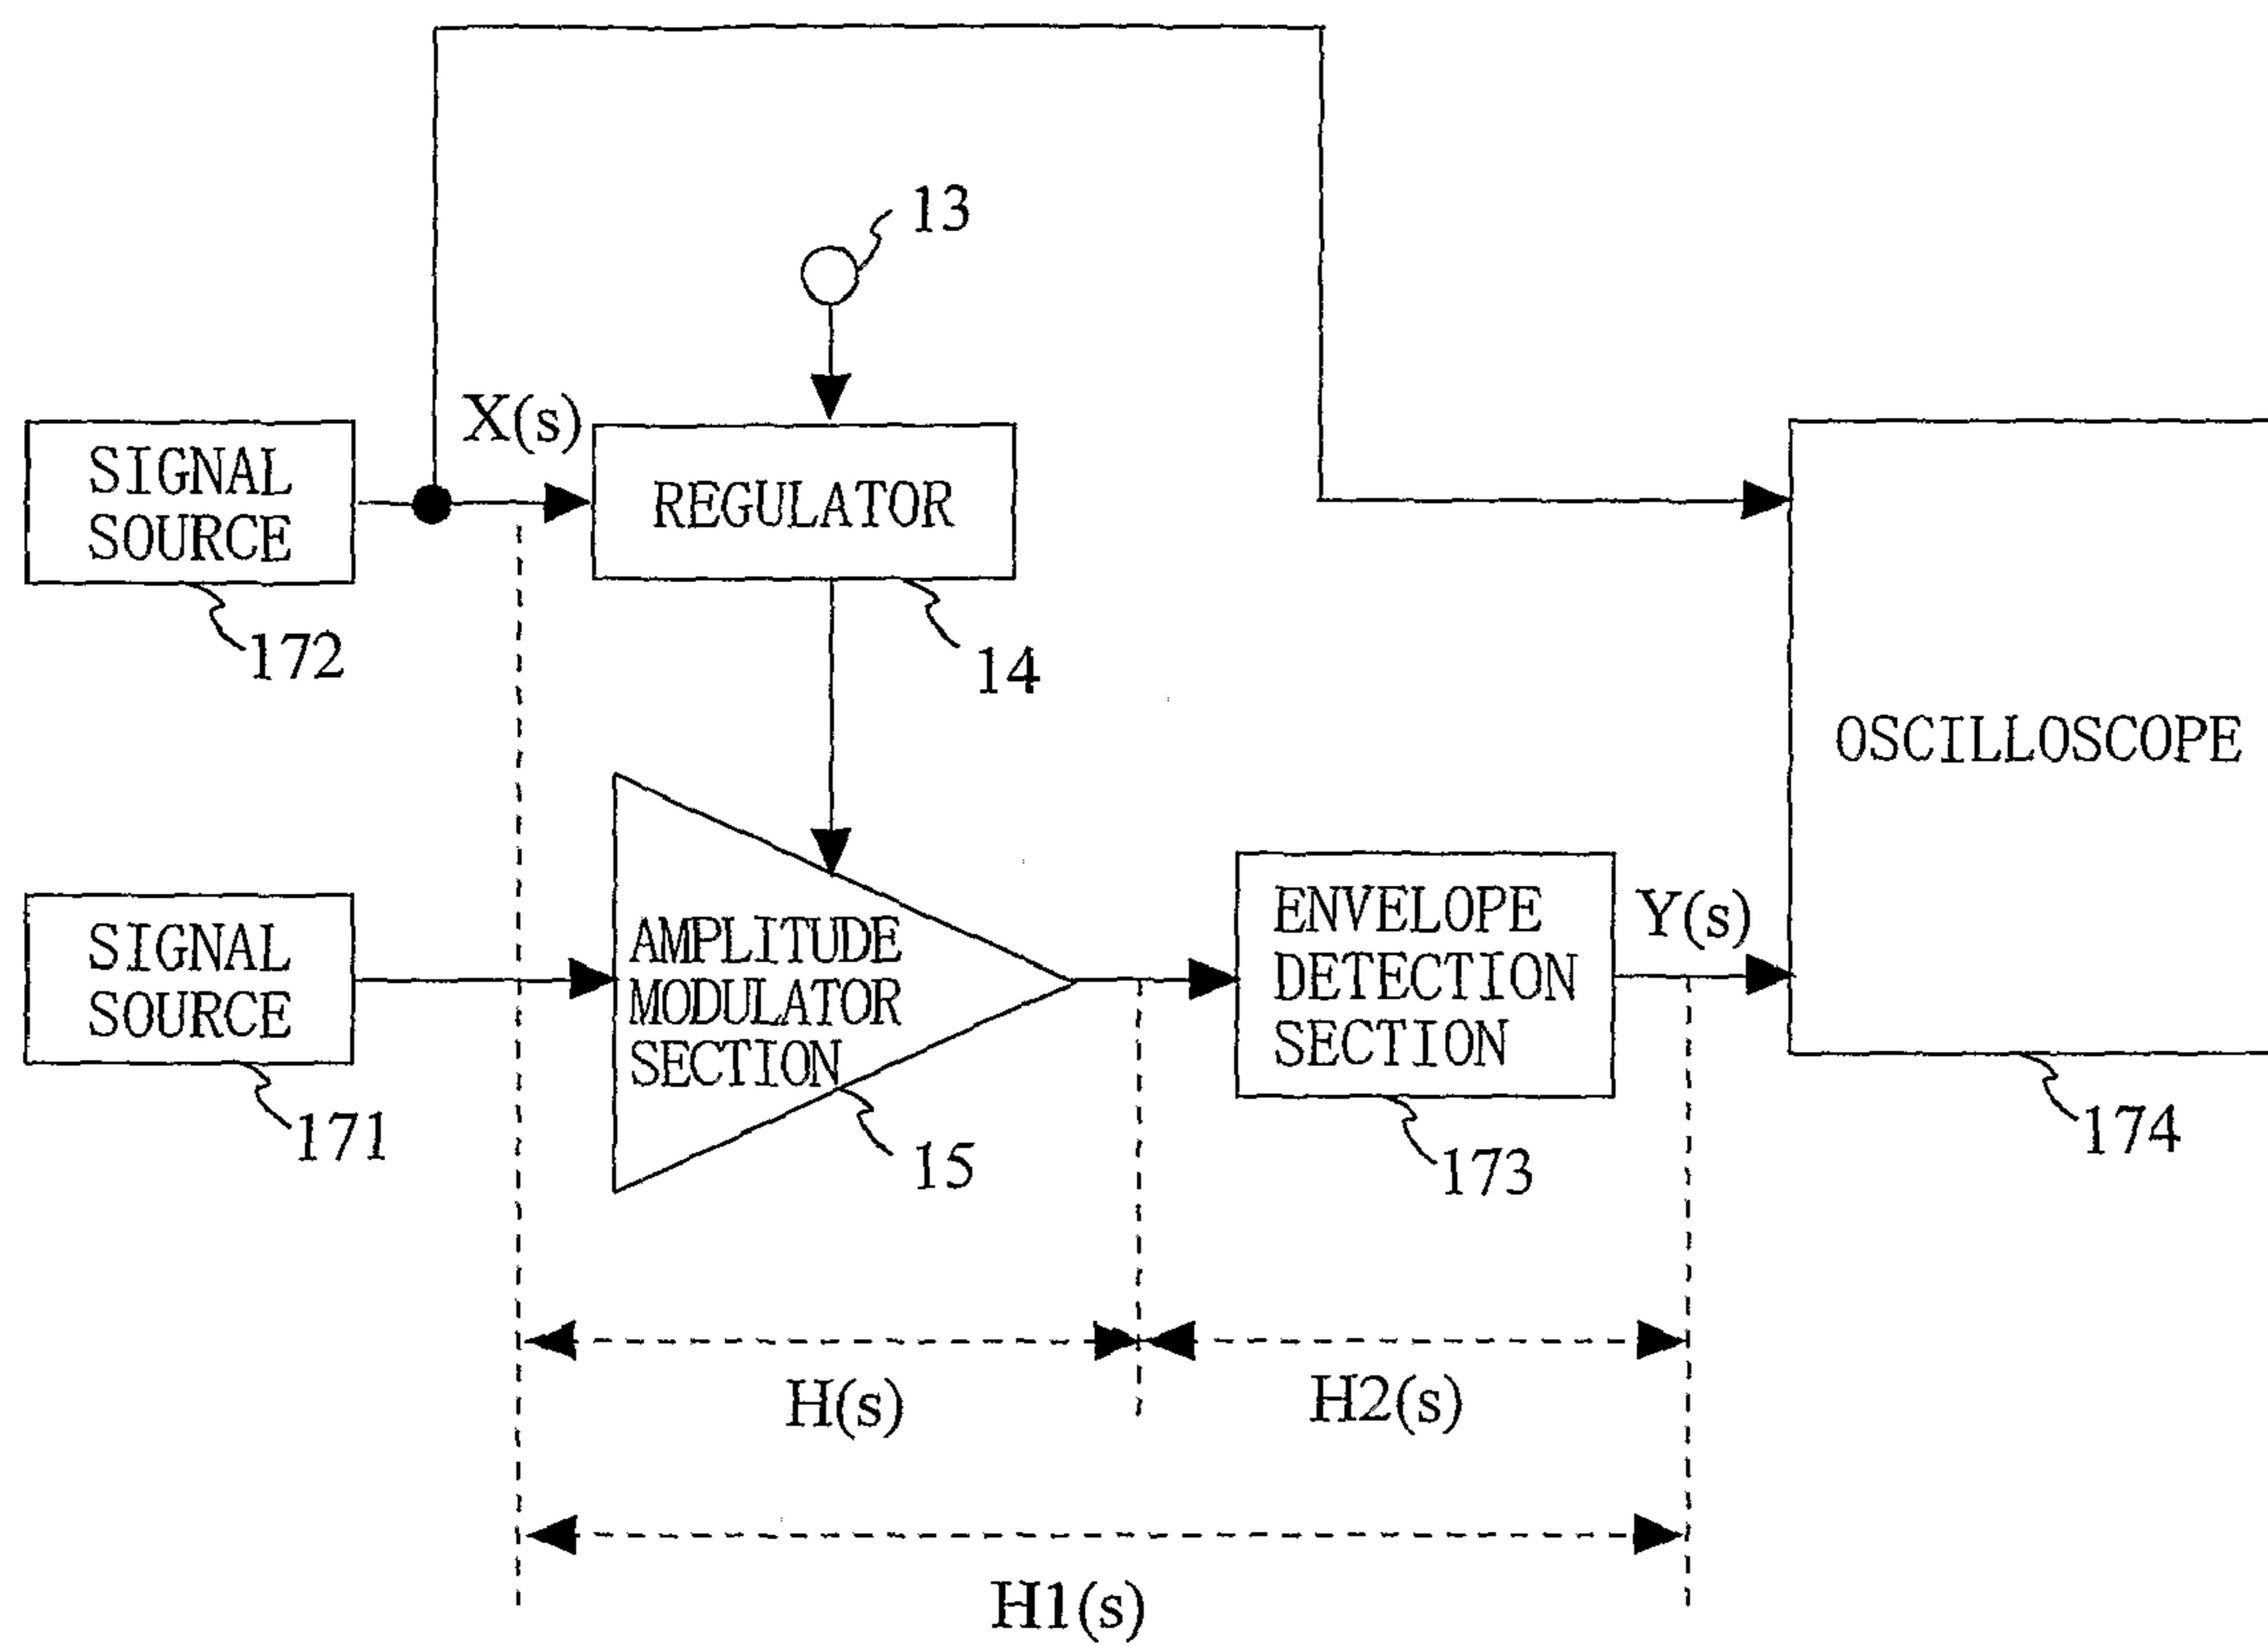 13
X(s)
SIGNAL
SOURCE
172
REGULATOR
14
OSCILLOSCOPE
174
SIGNAL
SOURCE
171
AMPLITUDE
MODULATOR
SECTION
15
ENVELOPE
DETECTION
SECTION
173
Y(s)
H(s)
H2(s)
H1(s)